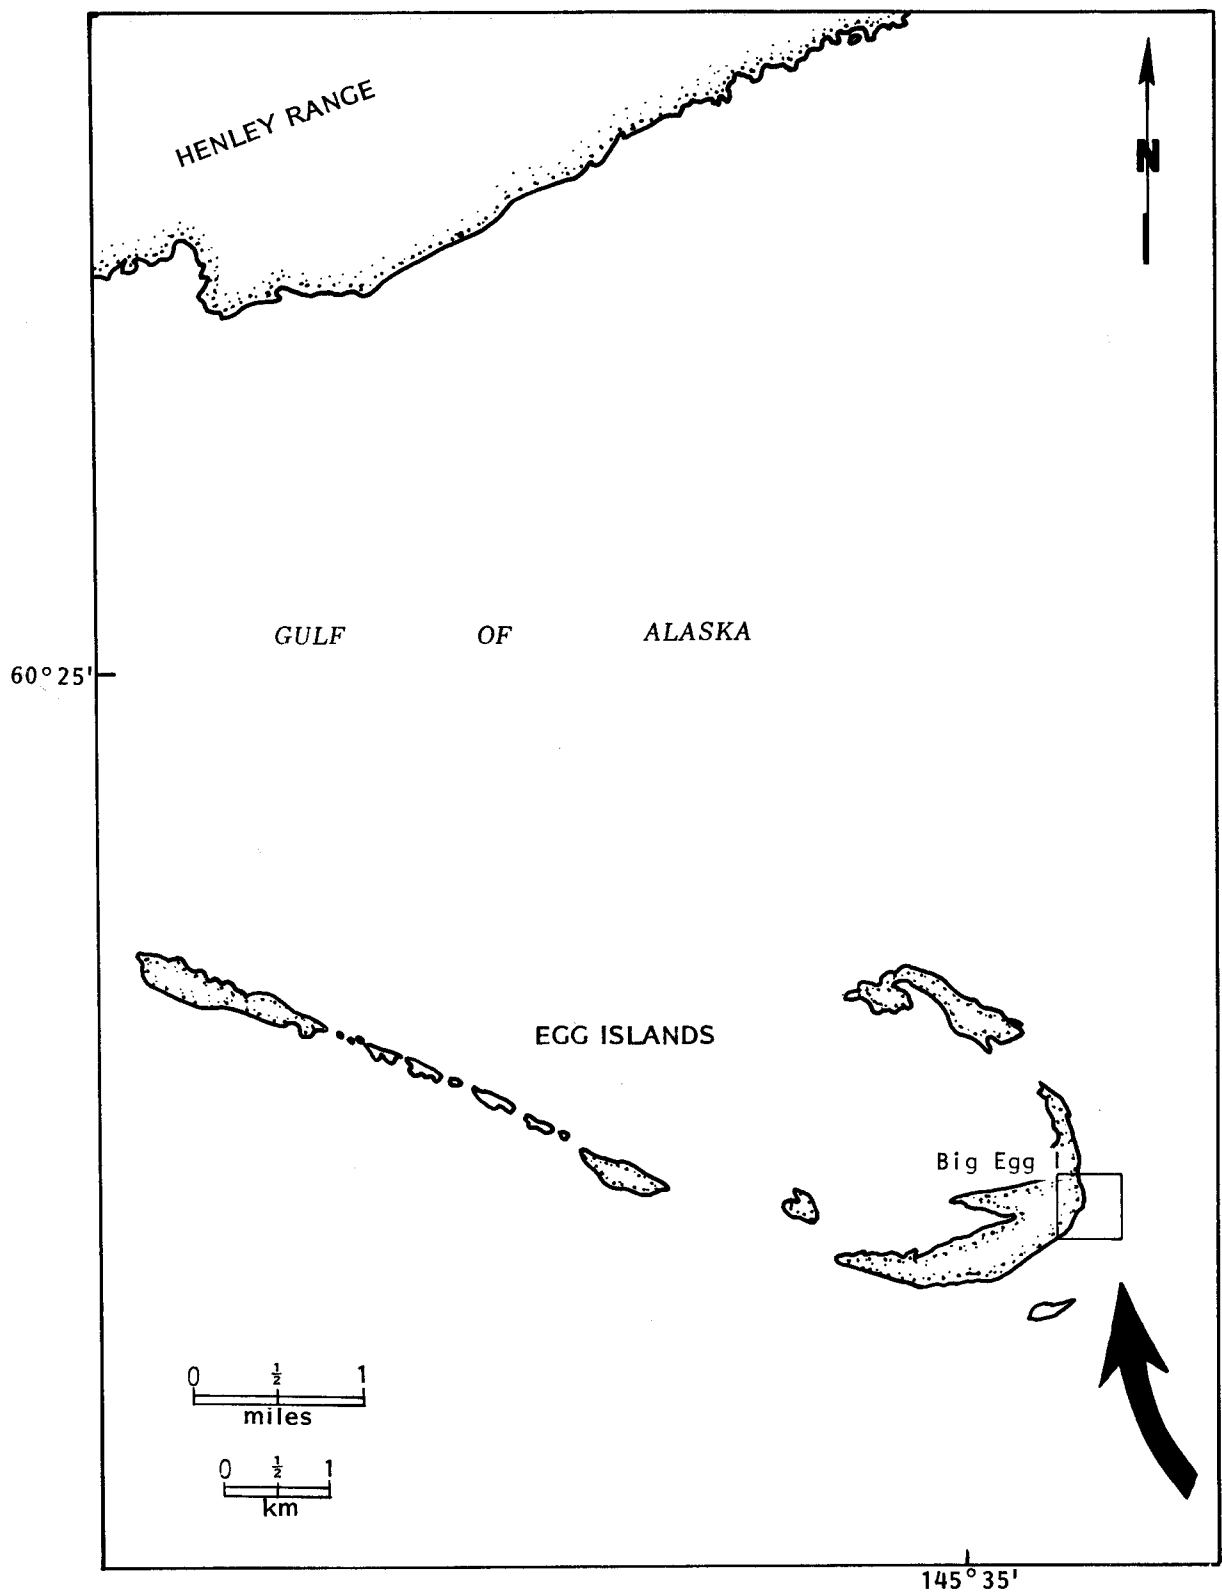 HENLEY RANGE
N
GULF OF ALASKA
60°25'
EGG ISLANDS
Big Egg I
0 ½ 1
miles
0 ½ 1
km
145°35'